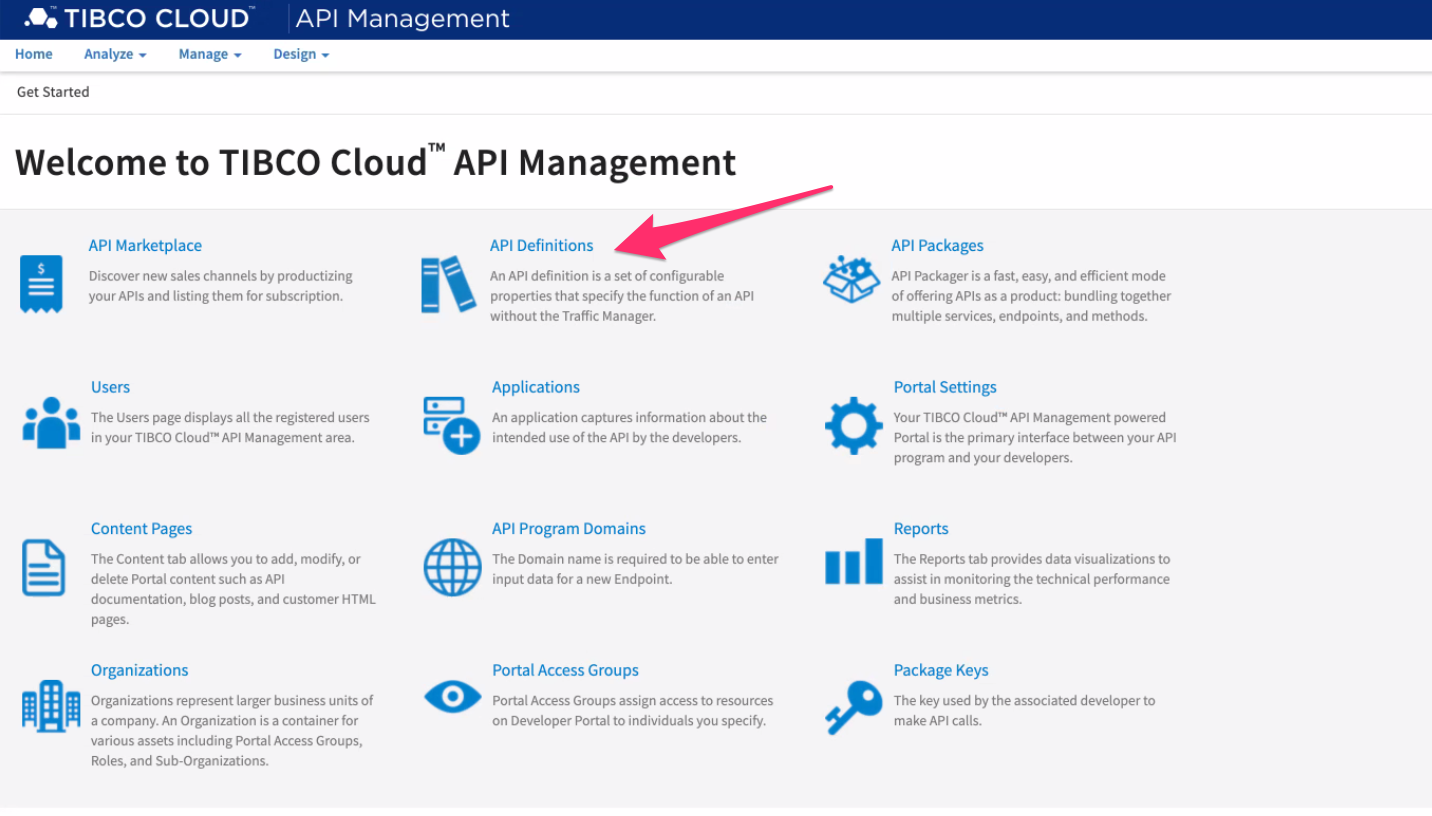 TIBCO CLOUD™ | API Management
Home Analyze Manage Design
Get Started
Welcome to TIBCO Cloud™ API Management
API Marketplace
Discover new sales channels by productizing
your APIs and listing them for subscription.
API Definitions
An API definition is a set of configurable
properties that specify the function of an API
without the Traffic Manager.
API Packages
API Packager is a fast, easy, and efficient mode
of offering APIs as a product: bundling together
multiple services, endpoints, and methods.
Users
The Users page displays all the registered users
in your TIBCO Cloud™ API Management area.
Applications
An application captures information about the
intended use of the API by the developers.
Portal Settings
Your TIBCO Cloud™ API Management powered
Portal is the primary interface between your API
program and your developers.
Content Pages
The Content tab allows you to add, modify, or
delete Portal content such as API
documentation, blog posts, and customer HTML
pages.
API Program Domains
The Domain name is required to be able to enter
input data for a new Endpoint.
Reports
The Reports tab provides data visualizations to
assist in monitoring the technical performance
and business metrics.
Organizations
Organizations represent larger business units of
a company. An Organization is a container for
various assets including Portal Access Groups,
Roles, and Sub-Organizations.
Portal Access Groups
Portal Access Groups assign access to resources
on Developer Portal to individuals you specify.
Package Keys
The key used by the associated developer to
make API calls.